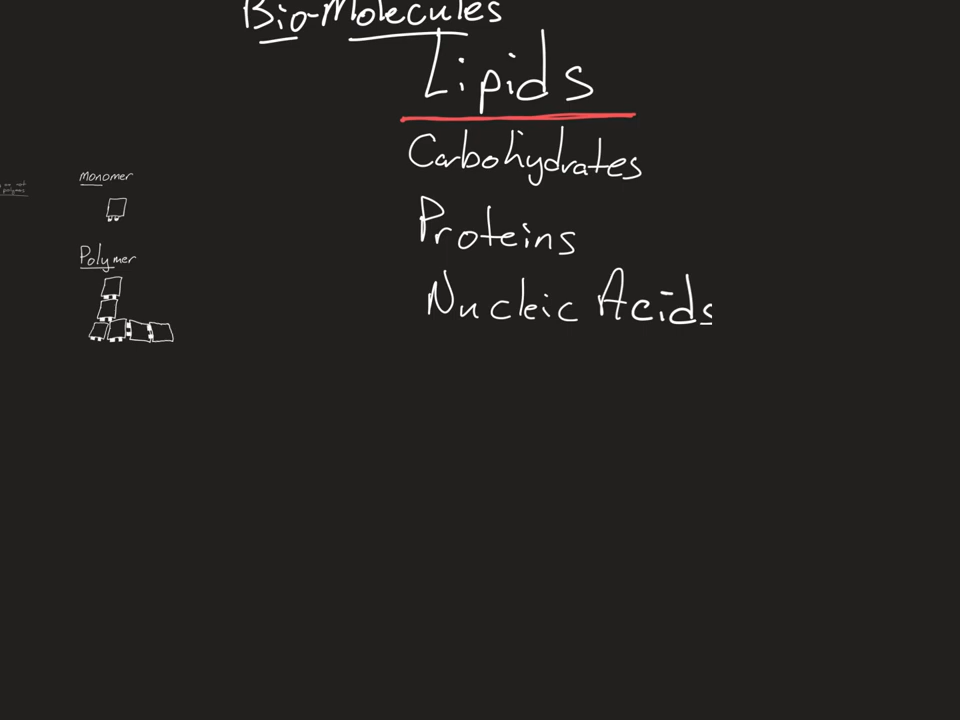 Bio-Molecules
Lipids
Carbohydrates
Proteins
Nucleic Acids
Monomer
Polymer